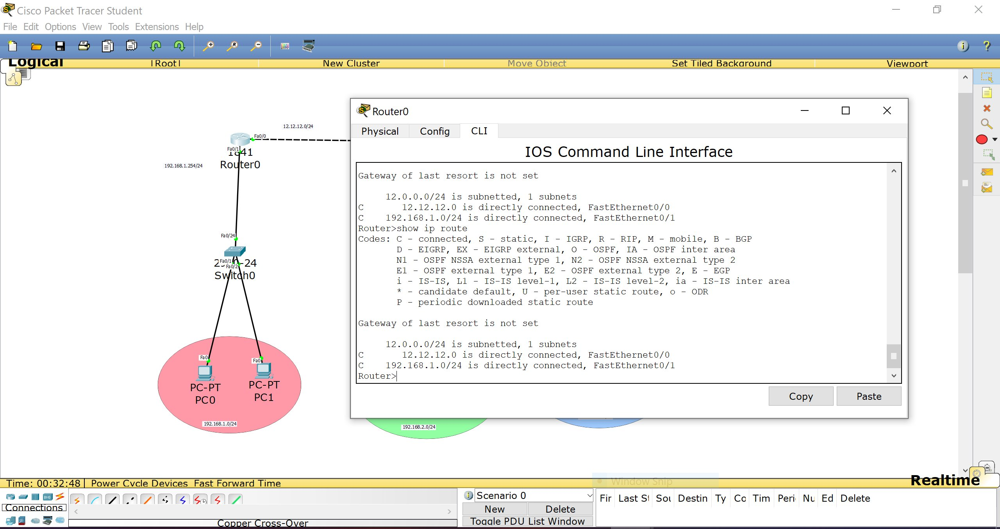 Cisco Packet Tracer Student
File Edit Options View Tools Extensions Help
Logical [Root] New Cluster Move Object Set Tiled Background Viewport
12.12.12.0/24
Fa0/0
Fa0/1
1841
Router0
192.168.1.254/24
Fa0/24
Fa0/1
Fa0/2
Switch0
Fa0
Fa0
PC-PT
PC0
PC-PT
PC1
192.168.1.0/24
192.168.2.0/24
Router0
Physical Config CLI
IOS Command Line Interface
Gateway of last resort is not set
12.0.0.0/24 is subnetted, 1 subnets
C 12.12.12.0 is directly connected, FastEthernet0/0
C 192.168.1.0/24 is directly connected, FastEthernet0/1
Router>show ip route
Codes: C - connected, S - static, I - IGRP, R - RIP, M - mobile, B - BGP
D - EIGRP, EX - EIGRP external, O - OSPF, IA - OSPF inter area
N1 - OSPF NSSA external type 1, N2 - OSPF NSSA external type 2
E1 - OSPF external type 1, E2 - OSPF external type 2, E - EGP
i - IS-IS, L1 - IS-IS level-1, L2 - IS-IS level-2, ia - IS-IS inter area
* - candidate default, U - per-user static route, o - ODR
P - periodic downloaded static route
Gateway of last resort is not set
12.0.0.0/24 is subnetted, 1 subnets
C 12.12.12.0 is directly connected, FastEthernet0/0
C 192.168.1.0/24 is directly connected, FastEthernet0/1
Router>
Copy Paste
Time: 00:32:48 Power Cycle Devices Fast Forward Time
Window Snip
Realtime
Connections
Copper Cross-Over
Scenario 0
New Delete
Toggle PDU List Window
Fir Last St Sou Destin Ty Co Tim Peri Nu Ed Delete